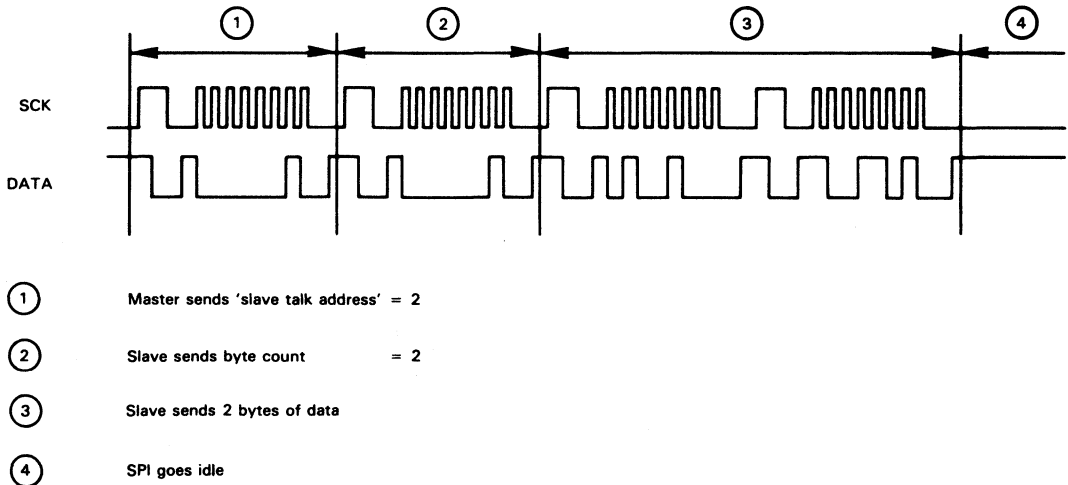 1 2 3 4
SCK
DATA
1 Master sends 'slave talk address' = 2
2 Slave sends byte count = 2
3 Slave sends 2 bytes of data
4 SPI goes idle